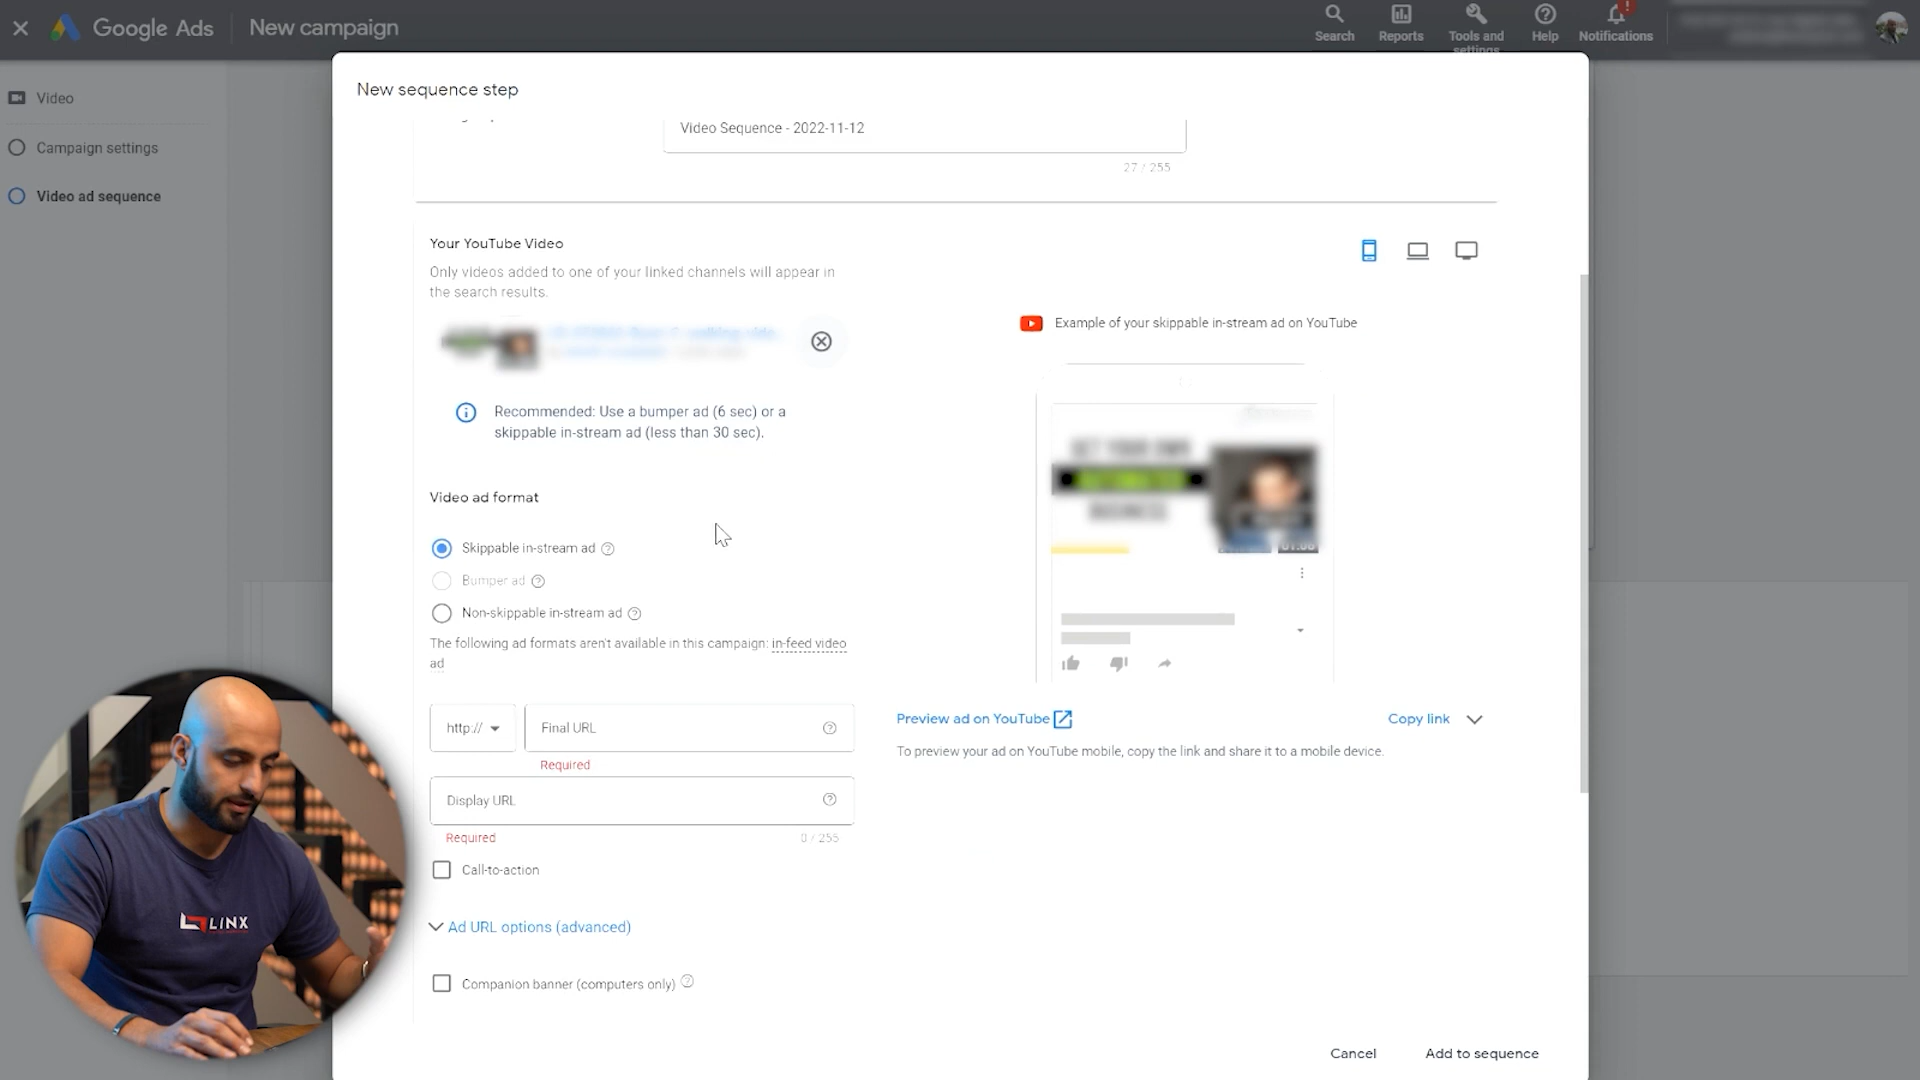 Google Ads
New campaign
Search
Reports
Tools and settings
Help
Notifications
!
Video
Campaign settings
Video ad sequence
New sequence step
Video Sequence - 2022-11-12
27 / 255
Your YouTube Video
Only videos added to one of your linked channels will appear in
the search results.
Recommended: Use a bumper ad (6 sec) or a
skippable in-stream ad (less than 30 sec).
Video ad format
Skippable in-stream ad
Bumper ad
Non-skippable in-stream ad
The following ad formats aren't available in this campaign: in-feed video
ad
http://
Final URL
Required
Display URL
Required
0 / 255
Call-to-action
Ad URL options (advanced)
Companion banner (computers only)
Example of your skippable in-stream ad on YouTube
Preview ad on YouTube
Copy link
To preview your ad on YouTube mobile, copy the link and share it to a mobile device.
Cancel
Add to sequence
LINX